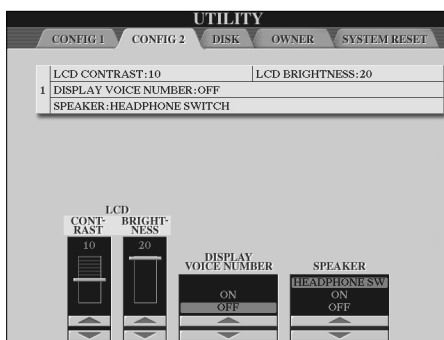 UTILITY
CONFIG 1 CONFIG 2 DISK OWNER SYSTEM RESET
LCD CONTRAST:10 LCD BRIGHTNESS:20
1 DISPLAY VOICE NUMBER:OFF
SPEAKER:HEADPHONE SWITCH
LCD
CONT-
RAST
BRIGHT-
NESS
10 20
DISPLAY
VOICE NUMBER
ON
OFF
SPEAKER
HEADPHONE SW
ON
OFF